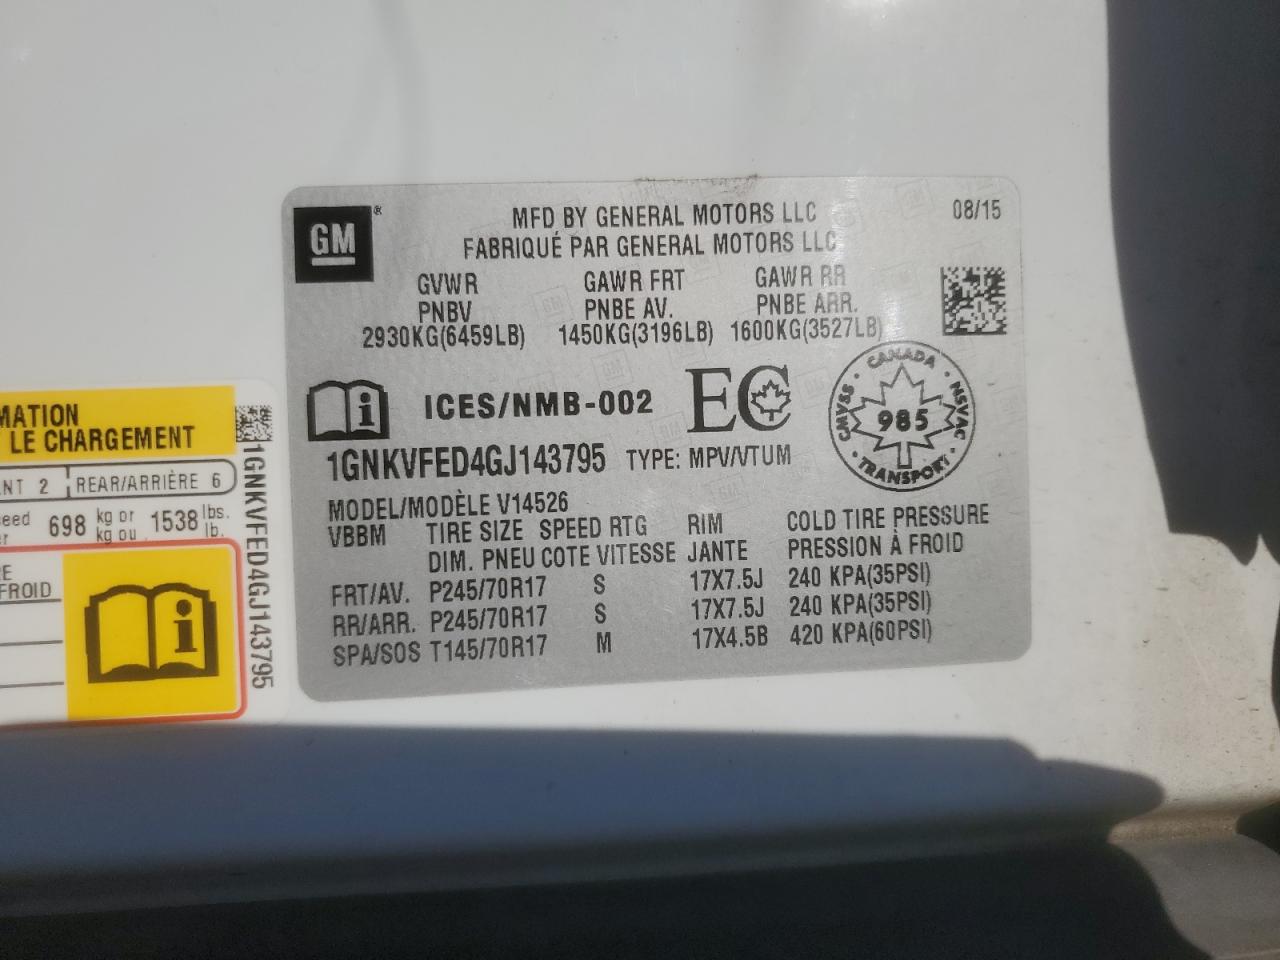 GM®
MFD BY GENERAL MOTORS LLC 08/15
FABRIQUÉ PAR GENERAL MOTORS LLC
GVWR GAWR FRT GAWR RR
PNBV PNBE AV. PNBE ARR.
2930KG(6459LB) 1450KG(3196LB) 1600KG(3527LB)
i ICES/NMB-002 EC
CANADA
CMVSS 985 NSVAC
TRANSPORT
1GNKVFED4GJ143795 TYPE: MPV/VTUM
MODEL/MODÈLE V14526
VBBM TIRE SIZE SPEED RTG RIM COLD TIRE PRESSURE
DIM. PNEU COTE VITESSE JANTE PRESSION À FROID
FRT/AV. P245/70R17 S 17X7.5J 240 KPA(35PSI)
RR/ARR. P245/70R17 S 17X7.5J 240 KPA(35PSI)
SPA/SOS T145/70R17 M 17X4.5B 420 KPA(60PSI)
MATION
LE CHARGEMENT
NT 2 REAR/ARRIÈRE 6
eed 698 kg or 1538 lbs.
kg ou lb.
FROID
i
1GNKVFED4GJ143795